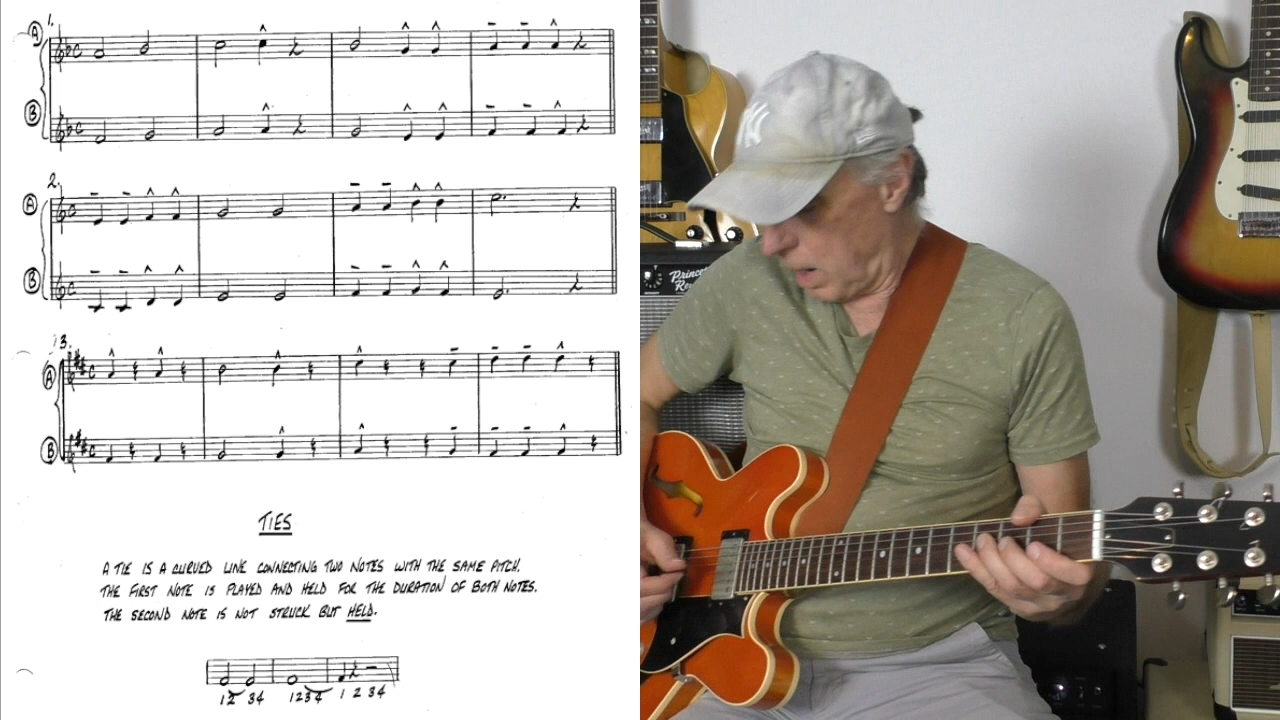 1.
A
B
2.
A
B
3.
A
B
TIES
A TIE IS A CURVED LINE CONNECTING TWO NOTES WITH THE SAME PITCH.
THE FIRST NOTE IS PLAYED AND HELD FOR THE DURATION OF BOTH NOTES.
THE SECOND NOTE IS NOT STRUCK BUT HELD.
12 34 1234 1 2 34
Princ
Rev